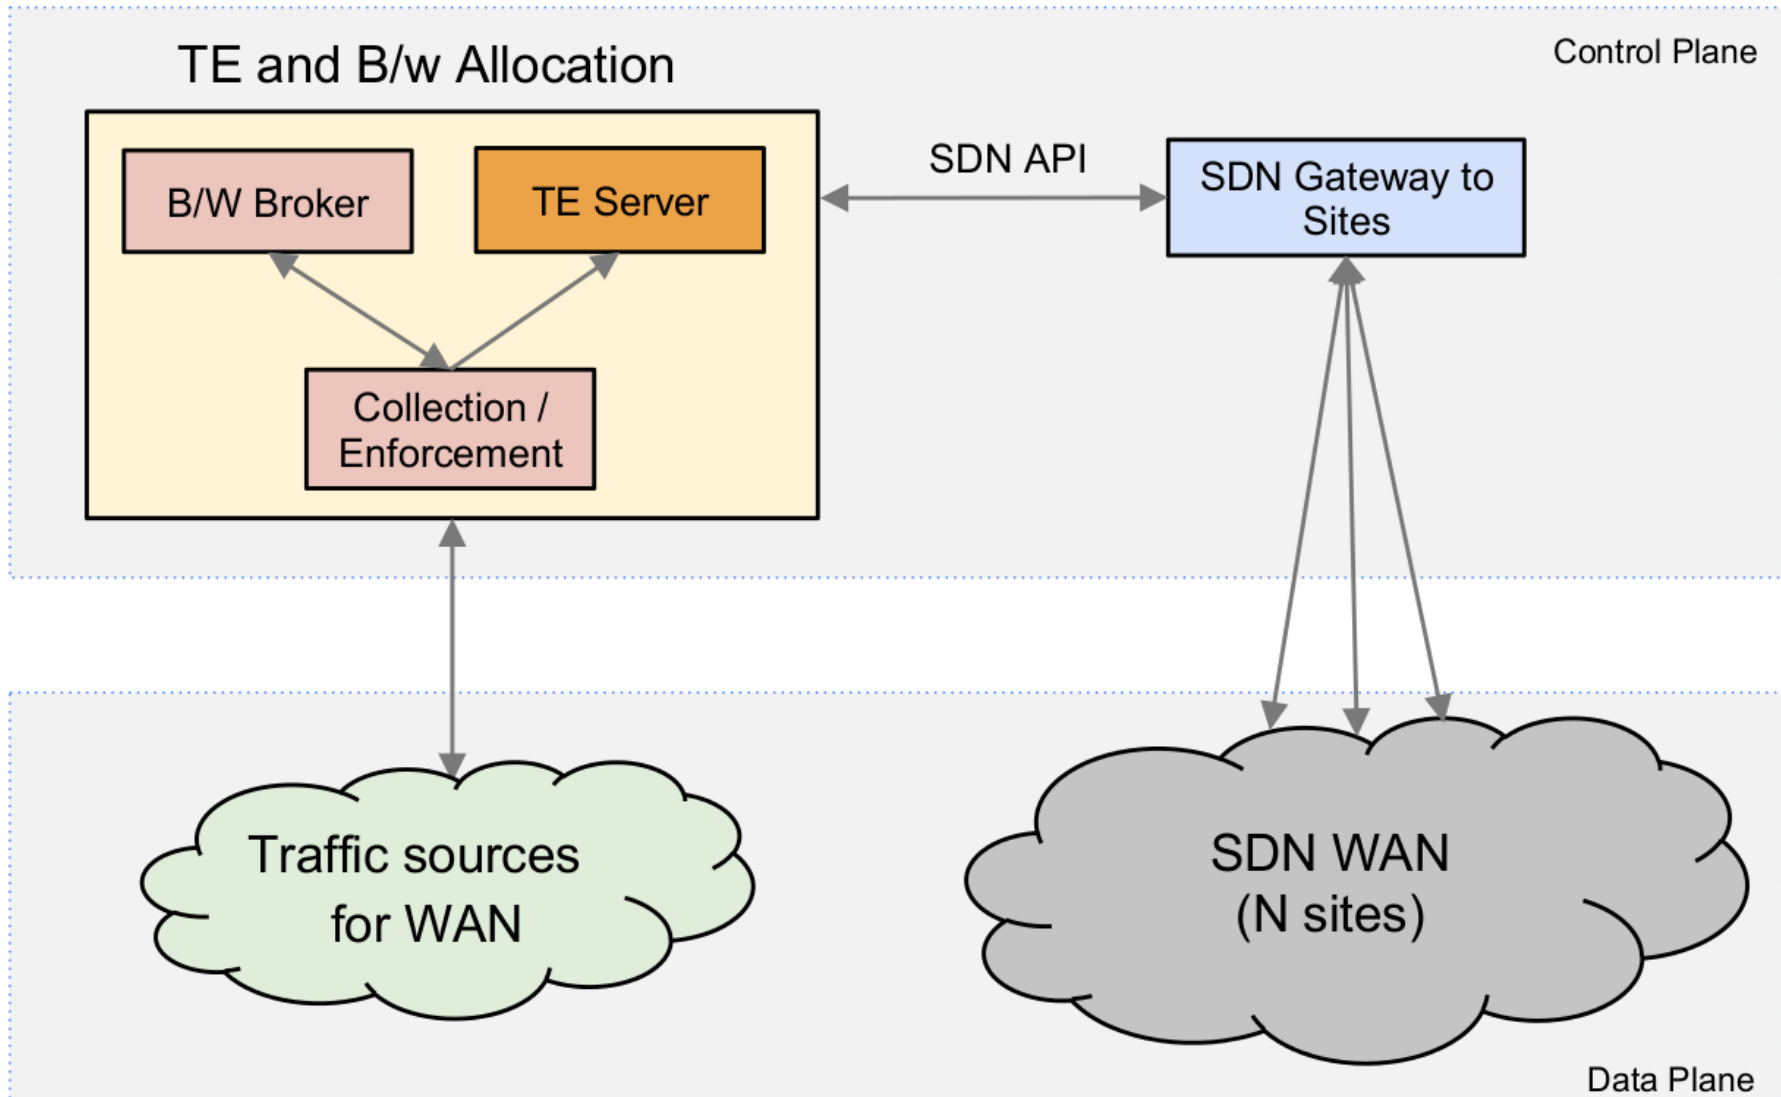 TE and B/w Allocation
Control Plane
B/W Broker
TE Server
SDN API
SDN Gateway to
Sites
Collection /
Enforcement
Traffic sources
for WAN
SDN WAN
(N sites)
Data Plane